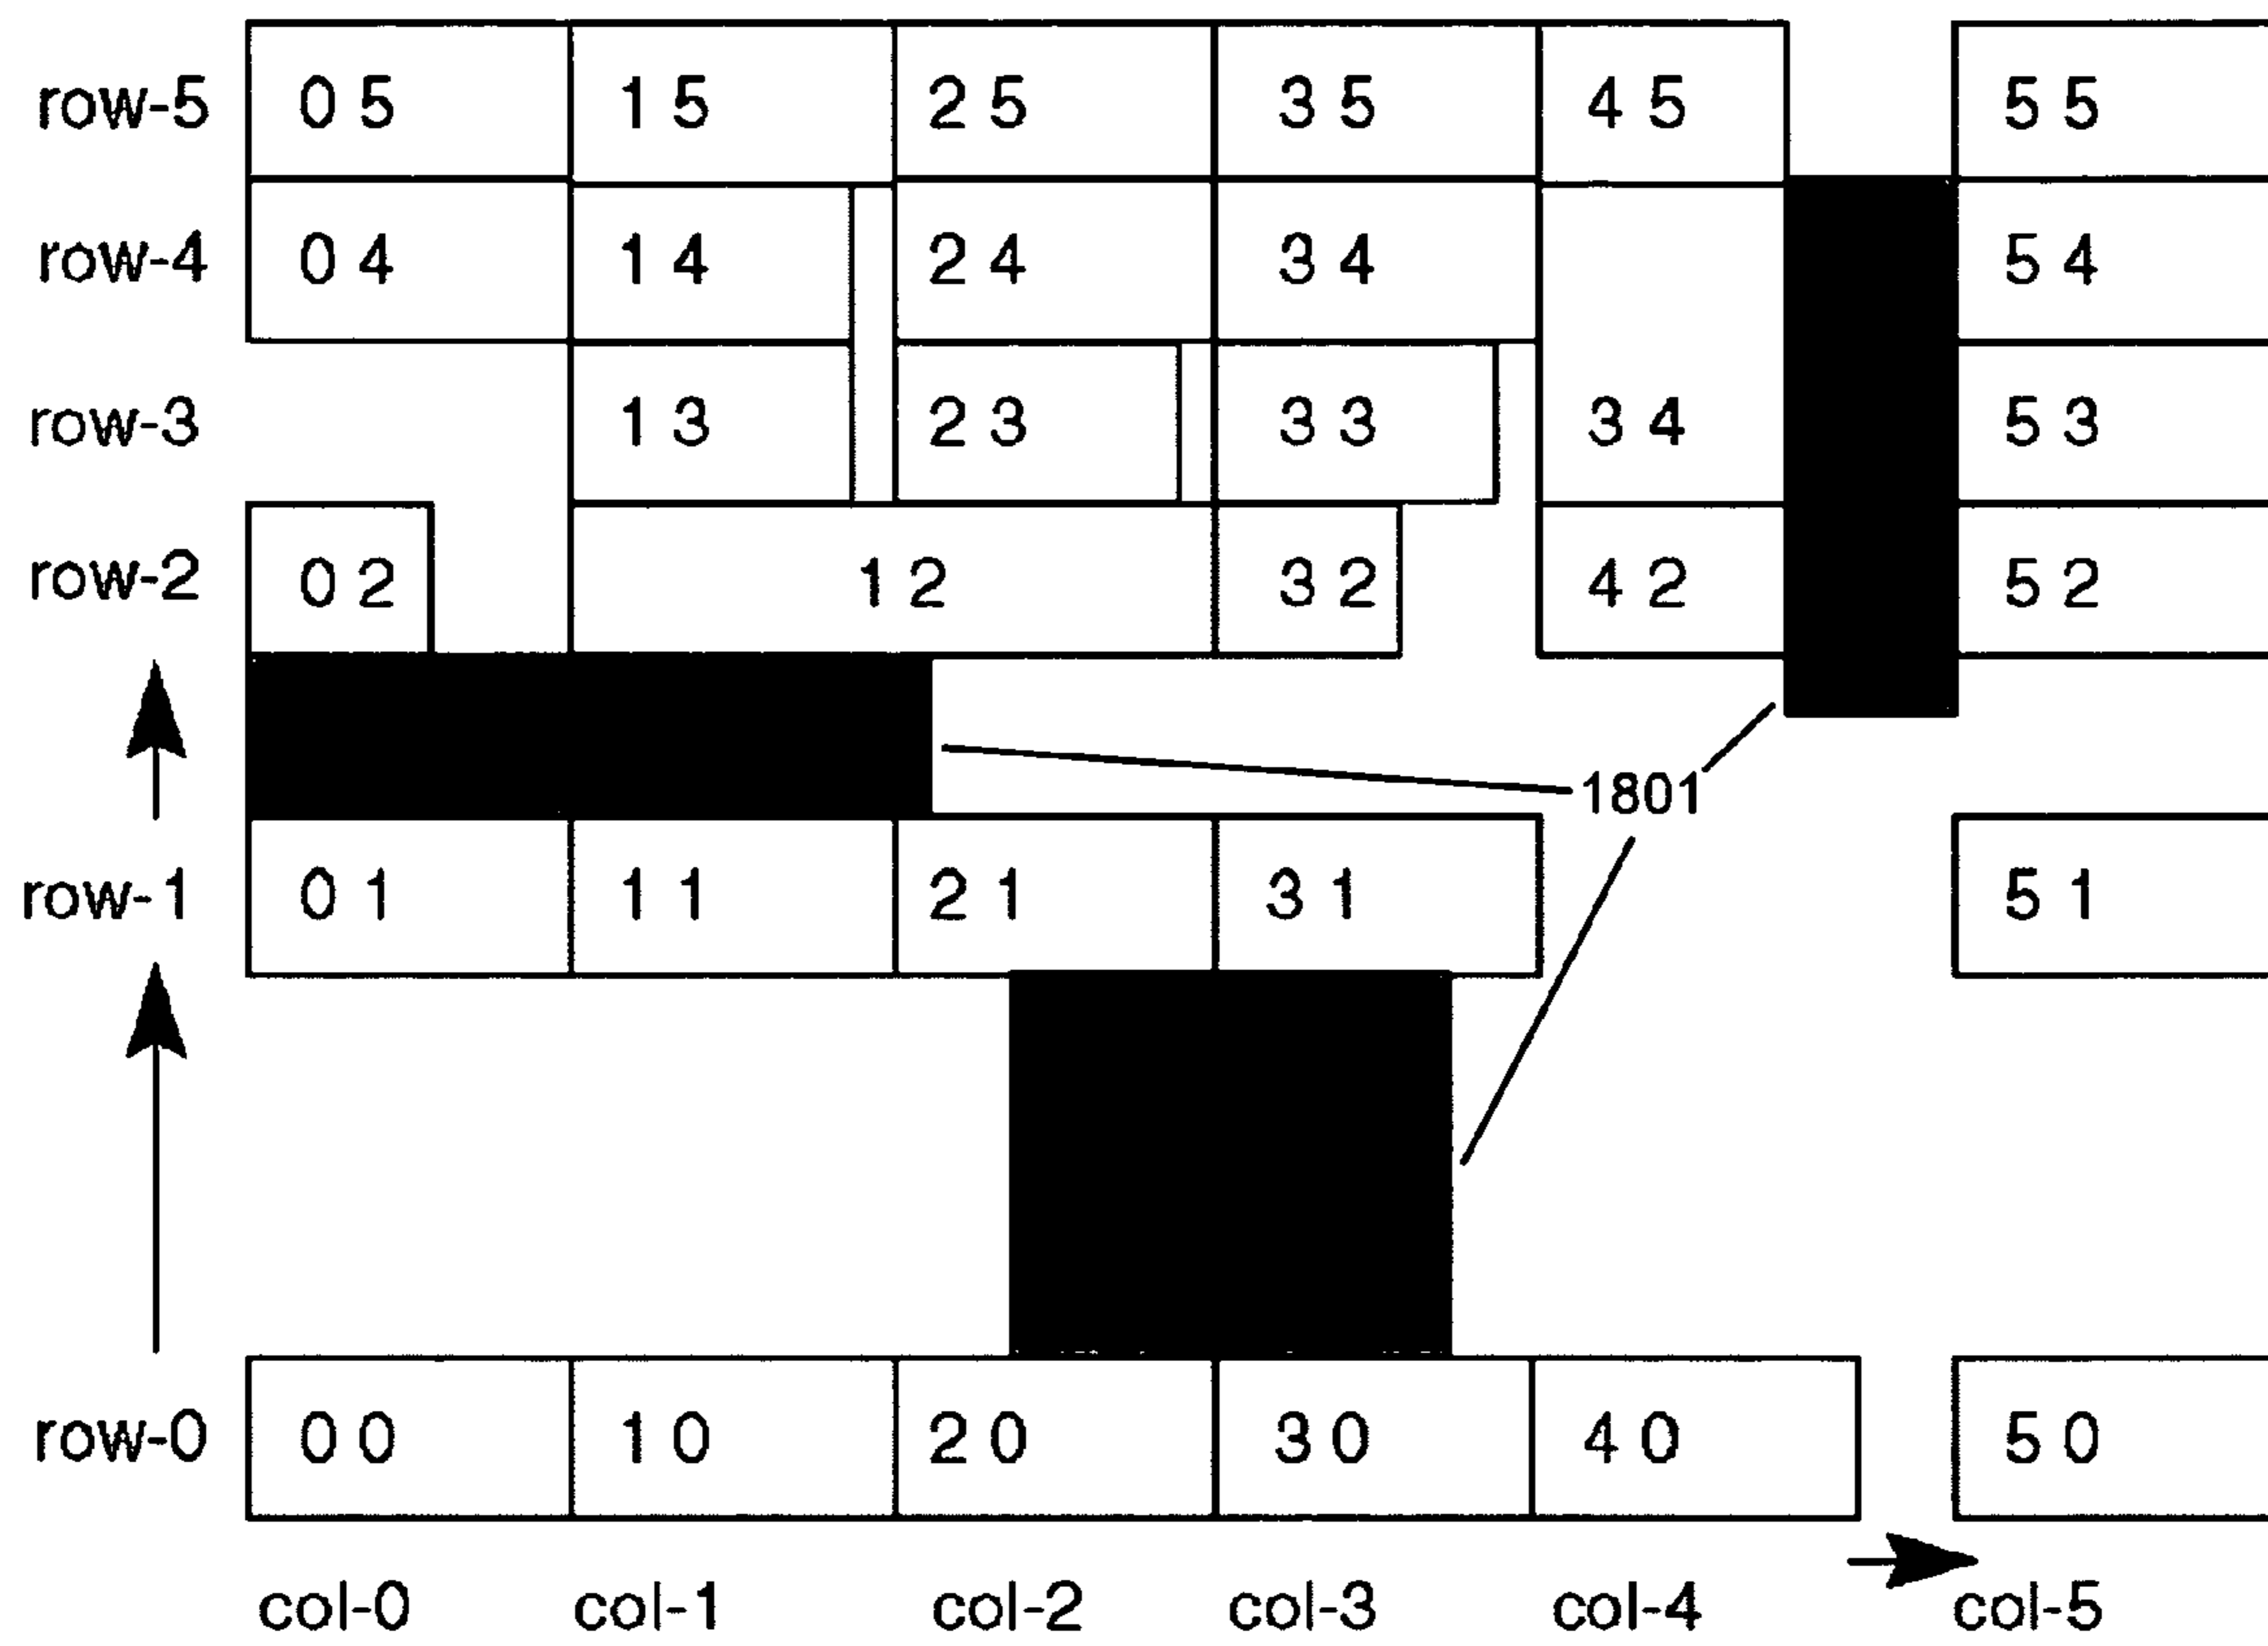 row-5 0 5 1 5 2 5 3 5 4 5 5 5
row-4 0 4 1 4 2 4 3 4 5 4
row-3 1 3 2 3 3 3 3 4 5 3
row-2 0 2 1 2 3 2 4 2 5 2
1801
row-1 0 1 1 1 2 1 3 1 5 1
row-0 0 0 1 0 2 0 3 0 4 0 5 0
col-0 col-1 col-2 col-3 col-4 col-5